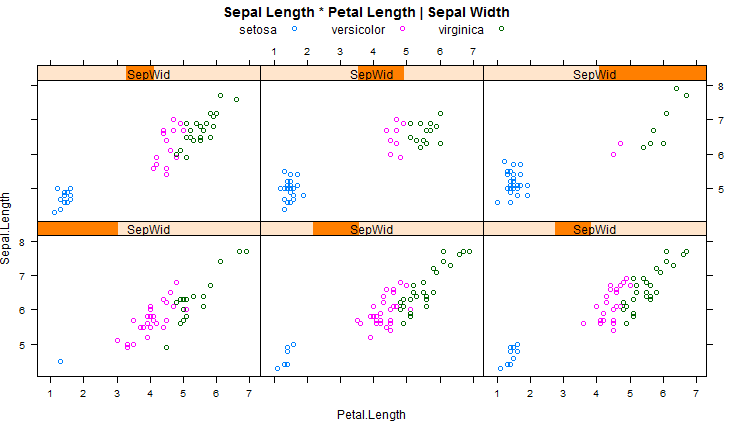 Sepal Length * Petal Length | Sepal Width
setosa versicolor virginica
1 2 3 4 5 6 7
SepWid SepWid SepWid
8
7
6
5
SepWid SepWid SepWid
8
7
6
5
Sepal.Length
1 2 3 4 5 6 7 1 2 3 4 5 6 7
Petal.Length